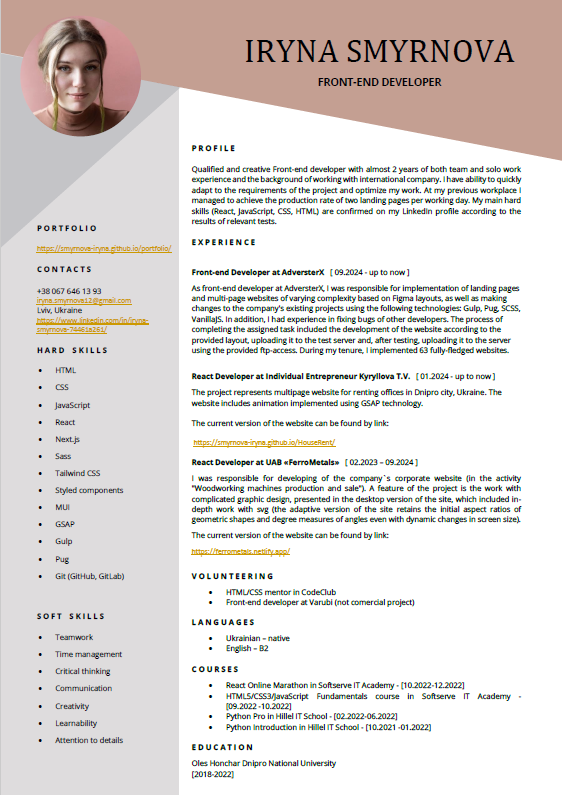 IRYNA SMYRNOVA
FRONT-END DEVELOPER
PORTFOLIO
https://smyrnova-iryna.github.io/portfolio/
CONTACTS
+38 067 646 13 93
iryna.smyrnova12@gmail.com
Lviv, Ukraine
https://www.linkedin.com/in/iryna-
smyrnova-74461a261/
HARD SKILLS
• HTML
• CSS
• JavaScript
• React
• Next.js
• Sass
• Tailwind CSS
• Styled components
• MUI
• GSAP
• Gulp
• Pug
• Git (GitHub, GitLab)
SOFT SKILLS
• Teamwork
• Time management
• Critical thinking
• Communication
• Creativity
• Learnability
• Attention to details
PROFILE
Qualified and creative Front-end developer with almost 2 years of both team and solo work
experience and the background of working with international company. I have ability to quickly
adapt to the requirements of the project and optimize my work. At my previous workplace I
managed to achieve the production rate of two landing pages per working day. My main hard
skills (React, JavaScript, CSS, HTML) are confirmed on my LinkedIn profile according to the
results of relevant tests.
EXPERIENCE
Front-end Developer at AdversterX [ 09.2024 - up to now ]
As front-end developer at AdversterX, I was responsible for implementation of landing pages
and multi-page websites of varying complexity based on Figma layouts, as well as making
changes to the company's existing projects using the following technologies: Gulp, Pug, SCSS,
VanillaJS. In addition, I had experience in fixing bugs of other developers. The process of
completing the assigned task included the development of the website according to the
provided layout, uploading it to the test server and, after testing, uploading it to the server
using the provided ftp-access. During my tenure, I implemented 63 fully-fledged websites.
React Developer at Individual Entrepreneur Kyryllova T.V. [ 01.2024 - up to now ]
The project represents multipage website for renting offices in Dnipro city, Ukraine. The
website includes animation implemented using GSAP technology.
The current version of the website can be found by link:
https://smyrnova-iryna.github.io/HouseRent/
React Developer at UAB «FerroMetals» [ 02.2023 – 09.2024 ]
I was responsible for developing of the company`s corporate website (in the activity
"Woodworking machines production and sale"). A feature of the project is the work with
complicated graphic design, presented in the desktop version of the site, which included in-
depth work with svg (the adaptive version of the site retains the initial aspect ratios of
geometric shapes and degree measures of angles even with dynamic changes in screen size).
The current version of the website can be found by link:
https://ferrometals.netlify.app/
VOLUNTEERING
• HTML/CSS mentor in CodeClub
• Front-end developer at Varubi (not comercial project)
LANGUAGES
• Ukrainian – native
• English – B2
COURSES
• React Online Marathon in Softserve IT Academy - [10.2022-12.2022]
• HTML5/CSS3/JavaScript Fundamentals course in Softserve IT Academy -
[09.2022 -10.2022]
• Python Pro in Hillel IT School - [02.2022-06.2022]
• Python Introduction in Hillel IT School - [10.2021 -01.2022]
EDUCATION
Oles Honchar Dnipro National University
[2018-2022]